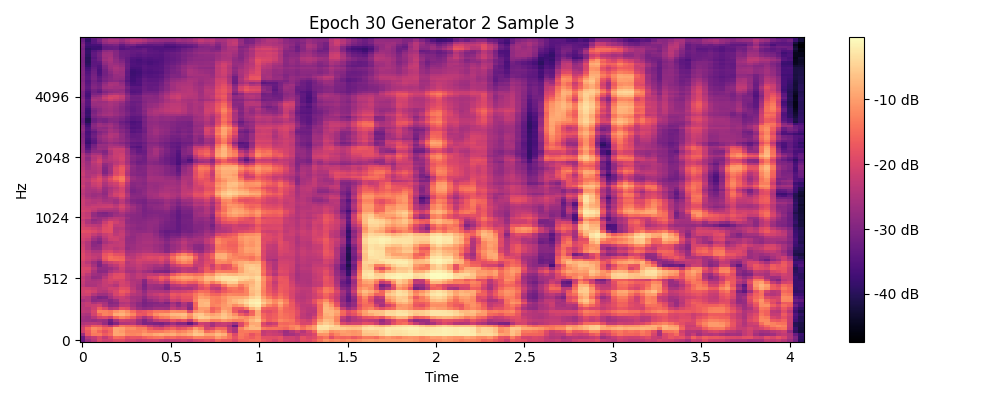 Epoch 30 Generator 2 Sample 3
Hz
4096
2048
1024
512
0
0 0.5 1 1.5 2 2.5 3 3.5 4
Time
-10 dB
-20 dB
-30 dB
-40 dB